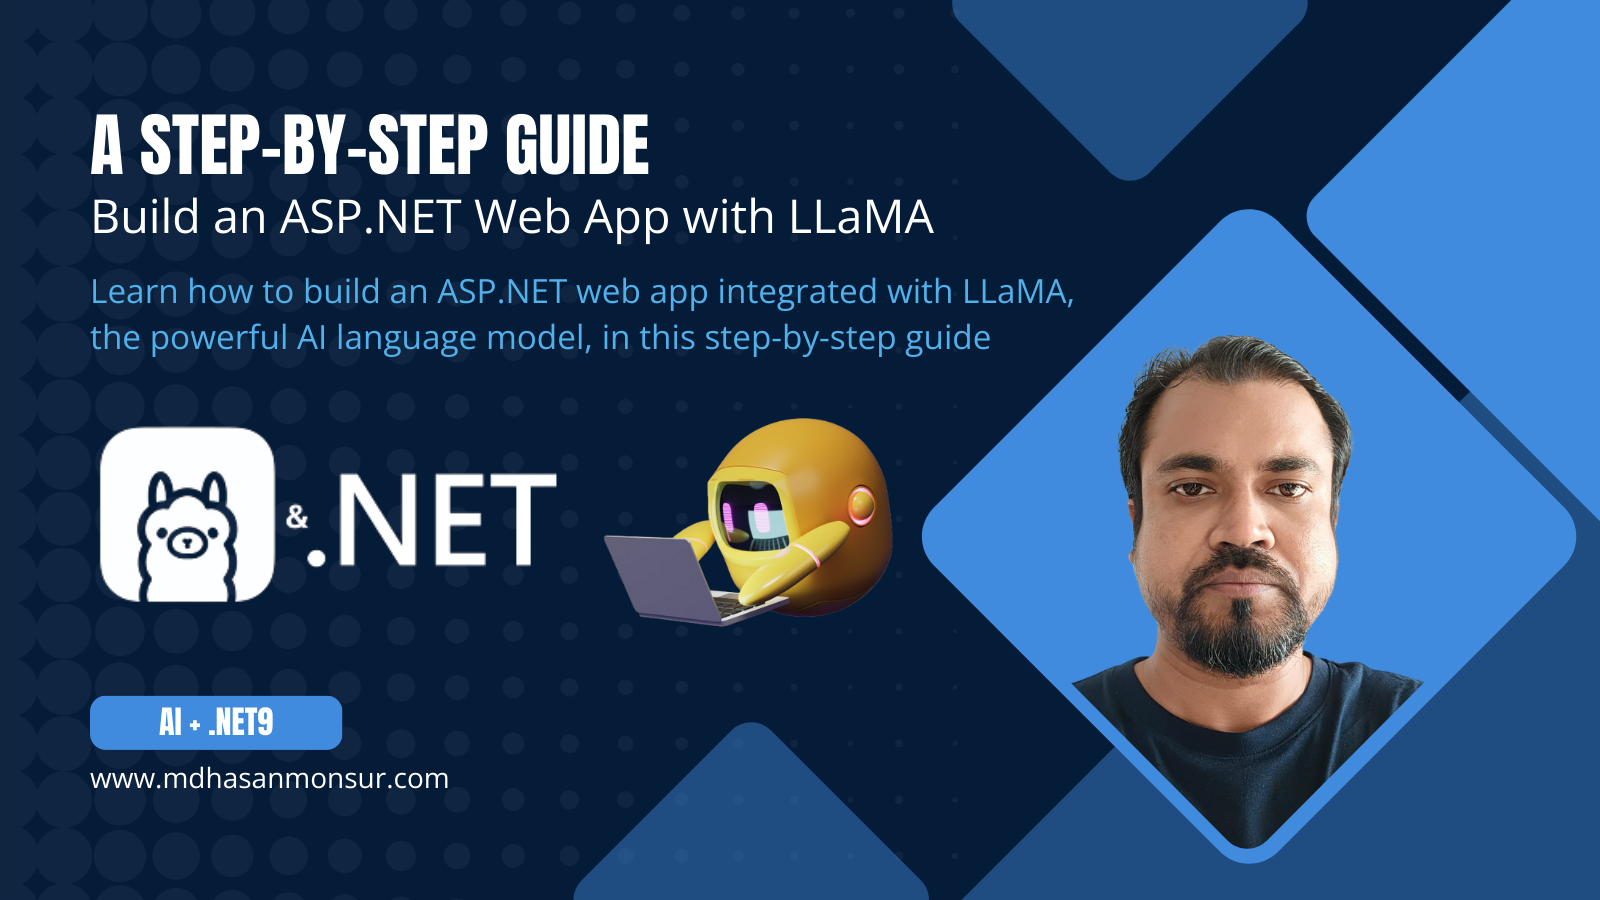 A STEP-BY-STEP GUIDE
Build an ASP.NET Web App with LLaMA
Learn how to build an ASP.NET web app integrated with LLaMA,
the powerful AI language model, in this step-by-step guide
& .NET
AI + .NET9
www.mdhasanmonsur.com